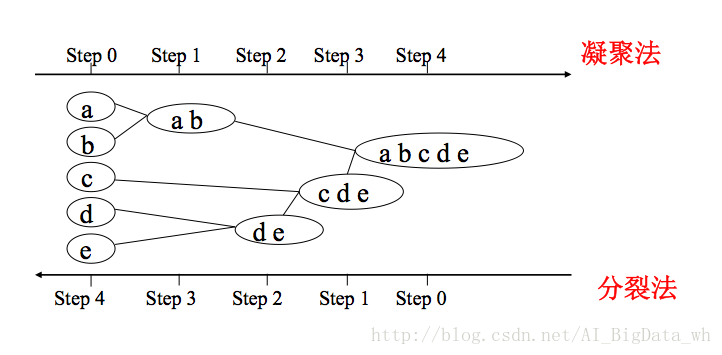 Step 0 Step 1 Step 2 Step 3 Step 4 凝聚法
a
a b
b
a b c d e
c
c d e
d
d e
e
Step 4 Step 3 Step 2 Step 1 Step 0 分裂法
http://blog.csdn.net/AI_BigData_wh